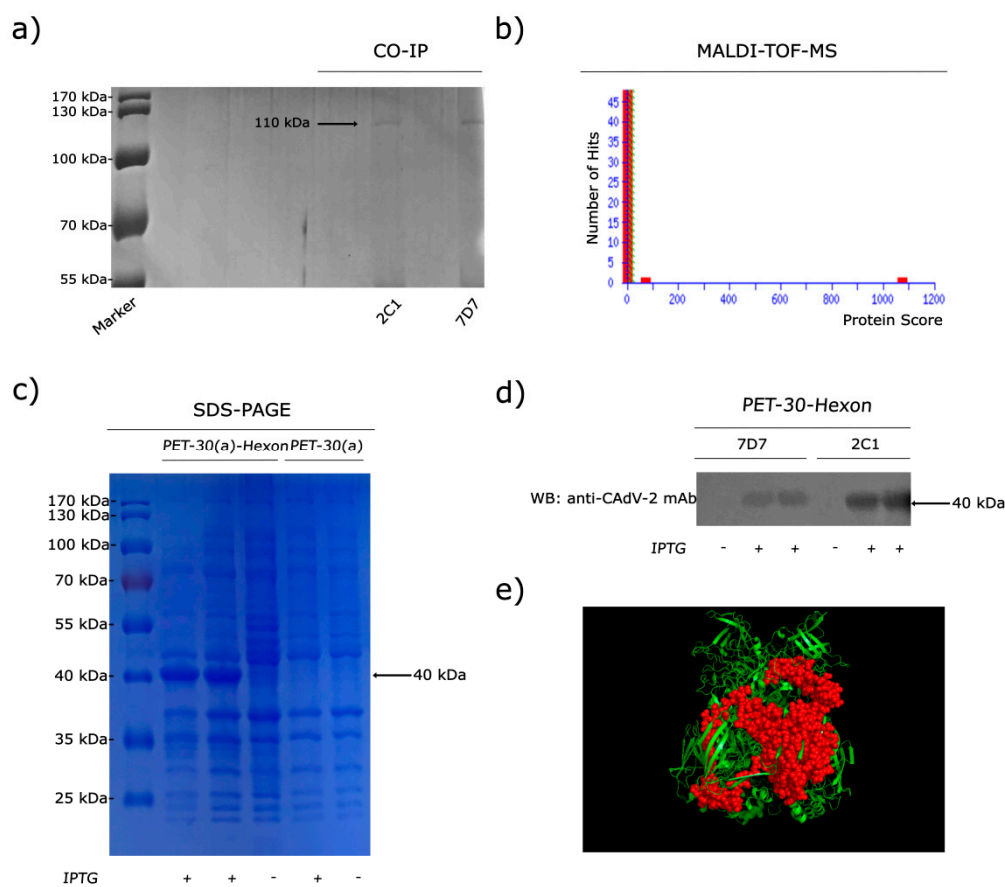 a)
CO-IP
170 kDa-
130 kDa-
100 kDa-
70 kDa-
55 kDa-
110 kDa
Marker
2C1
7D7
b)
MALDI-TOF-MS
Number of Hits
45
40
35
30
25
20
15
10
5
0
0 200 400 600 800 1000 1200
Protein Score
c)
SDS-PAGE
PET-30(a)-Hexon PET-30(a)
170 kDa-
130 kDa-
100 kDa-
70 kDa-
55 kDa-
40 kDa-
35 kDa-
25 kDa-
40 kDa
IPTG + + - + -
d)
PET-30-Hexon
7D7 2C1
WB: anti-CAdV-2 mAb
40 kDa
IPTG - + + - + +
e)